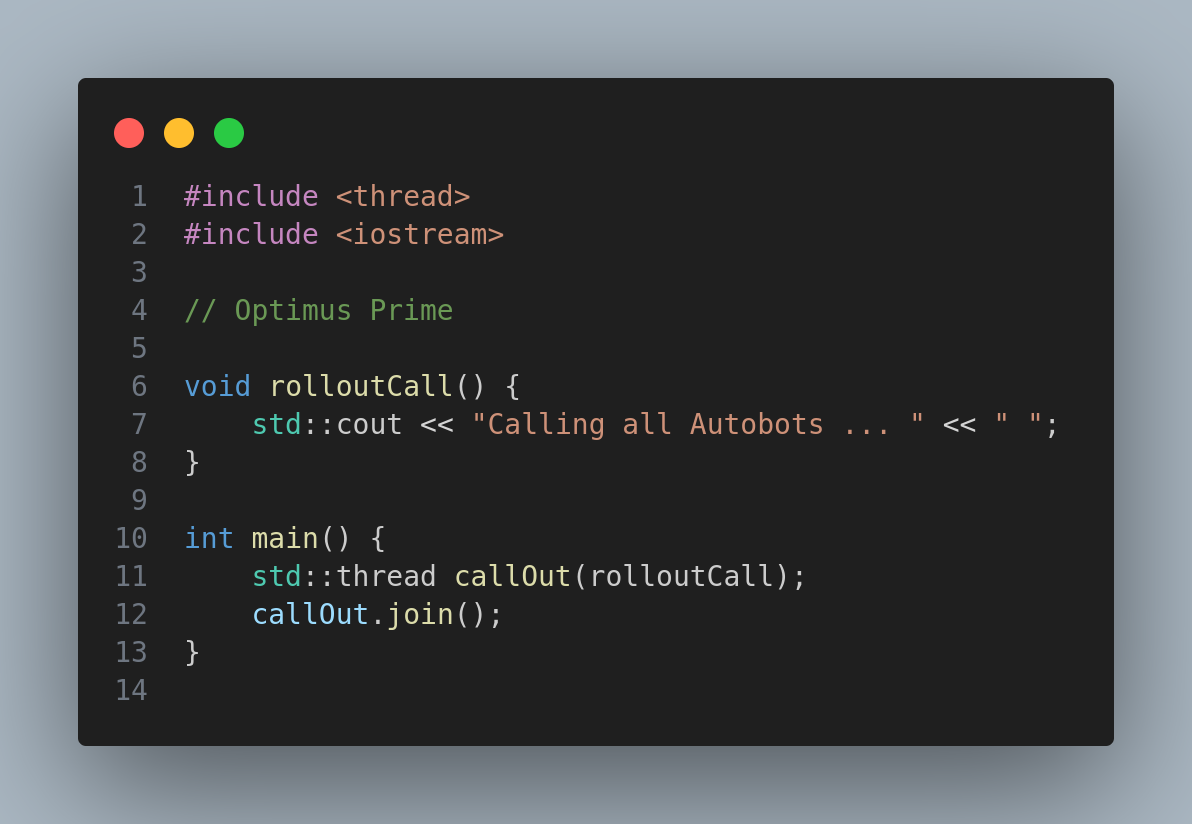 1 #include <thread>
2 #include <iostream>
3
4 // Optimus Prime
5
6 void rolloutCall() {
7     std::cout << "Calling all Autobots ... " << " ";
8 }
9
10 int main() {
11     std::thread callOut(rolloutCall);
12     callOut.join();
13 }
14